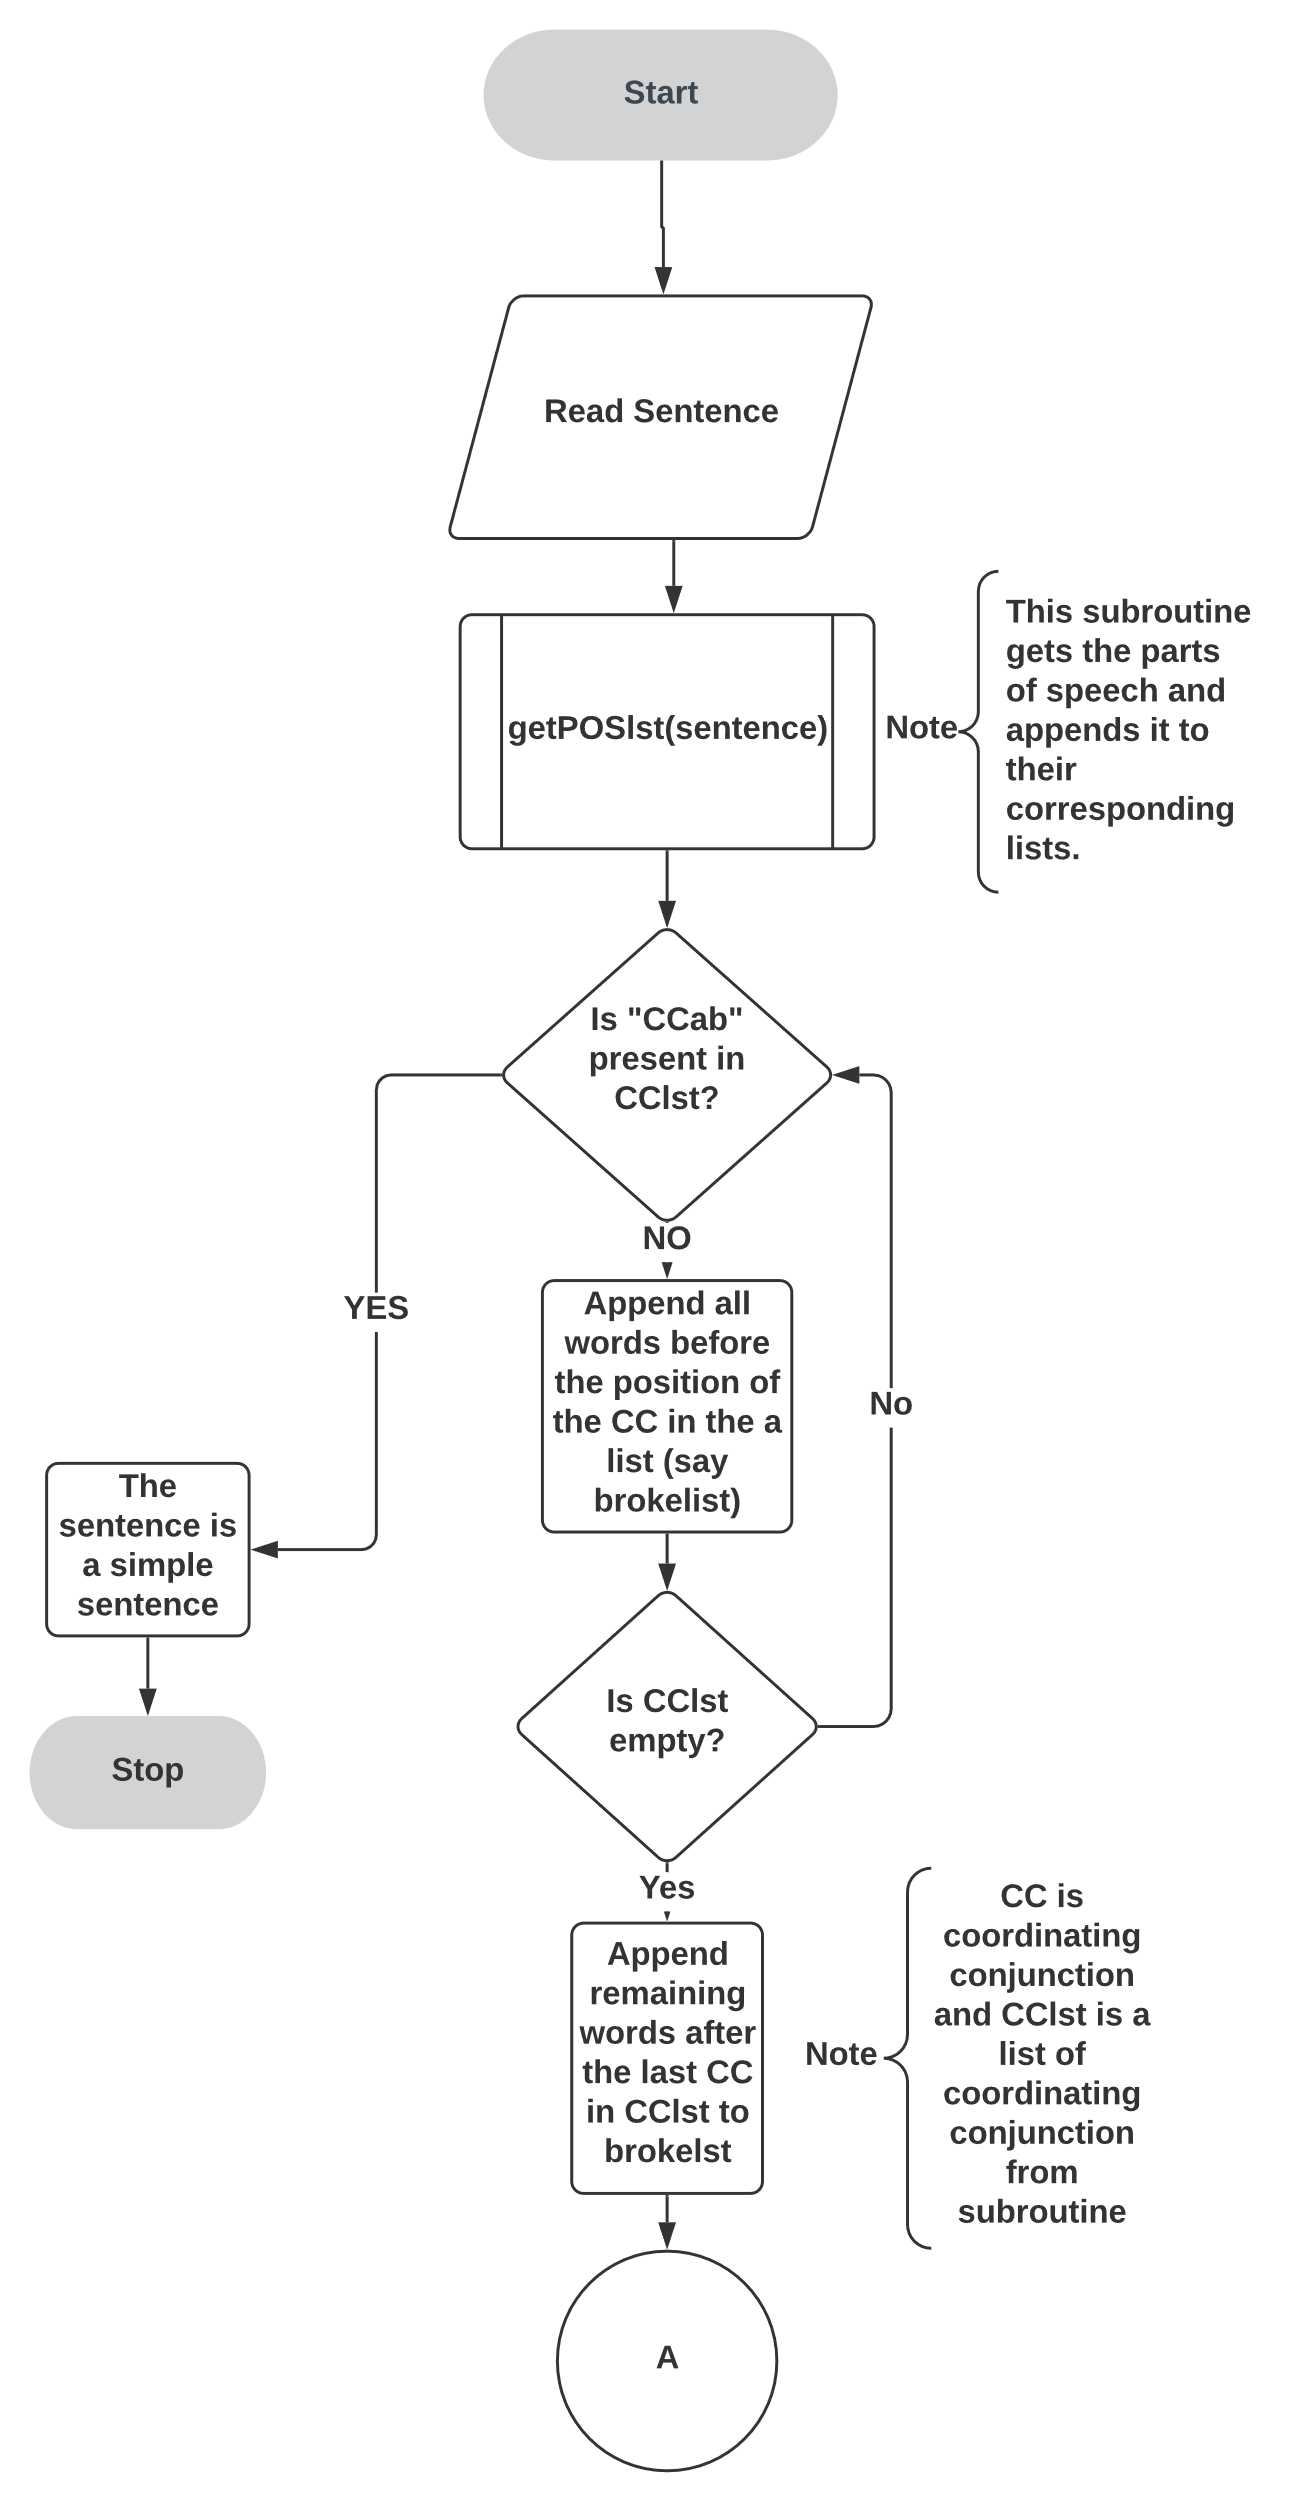 Start
Read Sentence
getPOSlst(sentence)
Note
This subroutine
gets the parts
of speech and
appends it to
their
corresponding
lists.
Is "CCab"
present in
CClst?
NO
YES
Append all
words before
the position of
the CC in the a
list (say
brokelist)
No
The
sentence is
a simple
sentence
Stop
Is CClst
empty?
Yes
Append
remaining
words after
the last CC
in CClst to
brokelst
Note
CC is
coordinating
conjunction
and CClst is a
list of
coordinating
conjunction
from
subroutine
A